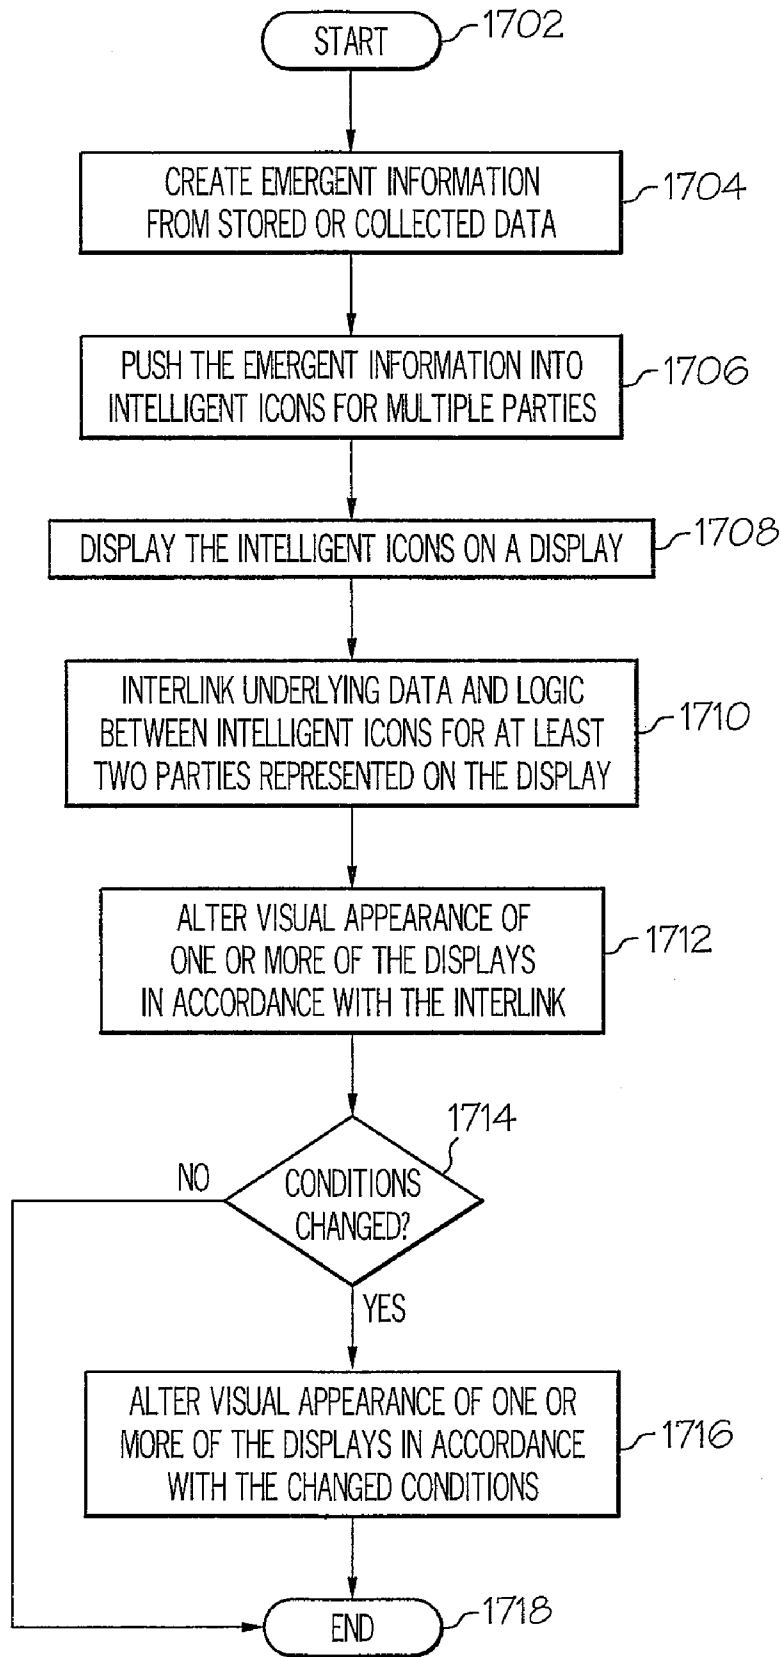 START
1702
CREATE EMERGENT INFORMATION
FROM STORED OR COLLECTED DATA
1704
PUSH THE EMERGENT INFORMATION INTO
INTELLIGENT ICONS FOR MULTIPLE PARTIES
1706
DISPLAY THE INTELLIGENT ICONS ON A DISPLAY
1708
INTERLINK UNDERLYING DATA AND LOGIC
BETWEEN INTELLIGENT ICONS FOR AT LEAST
TWO PARTIES REPRESENTED ON THE DISPLAY
1710
ALTER VISUAL APPEARANCE OF
ONE OR MORE OF THE DISPLAYS
IN ACCORDANCE WITH THE INTERLINK
1712
1714
NO
CONDITIONS
CHANGED?
YES
ALTER VISUAL APPEARANCE OF ONE OR
MORE OF THE DISPLAYS IN ACCORDANCE
WITH THE CHANGED CONDITIONS
1716
END
1718